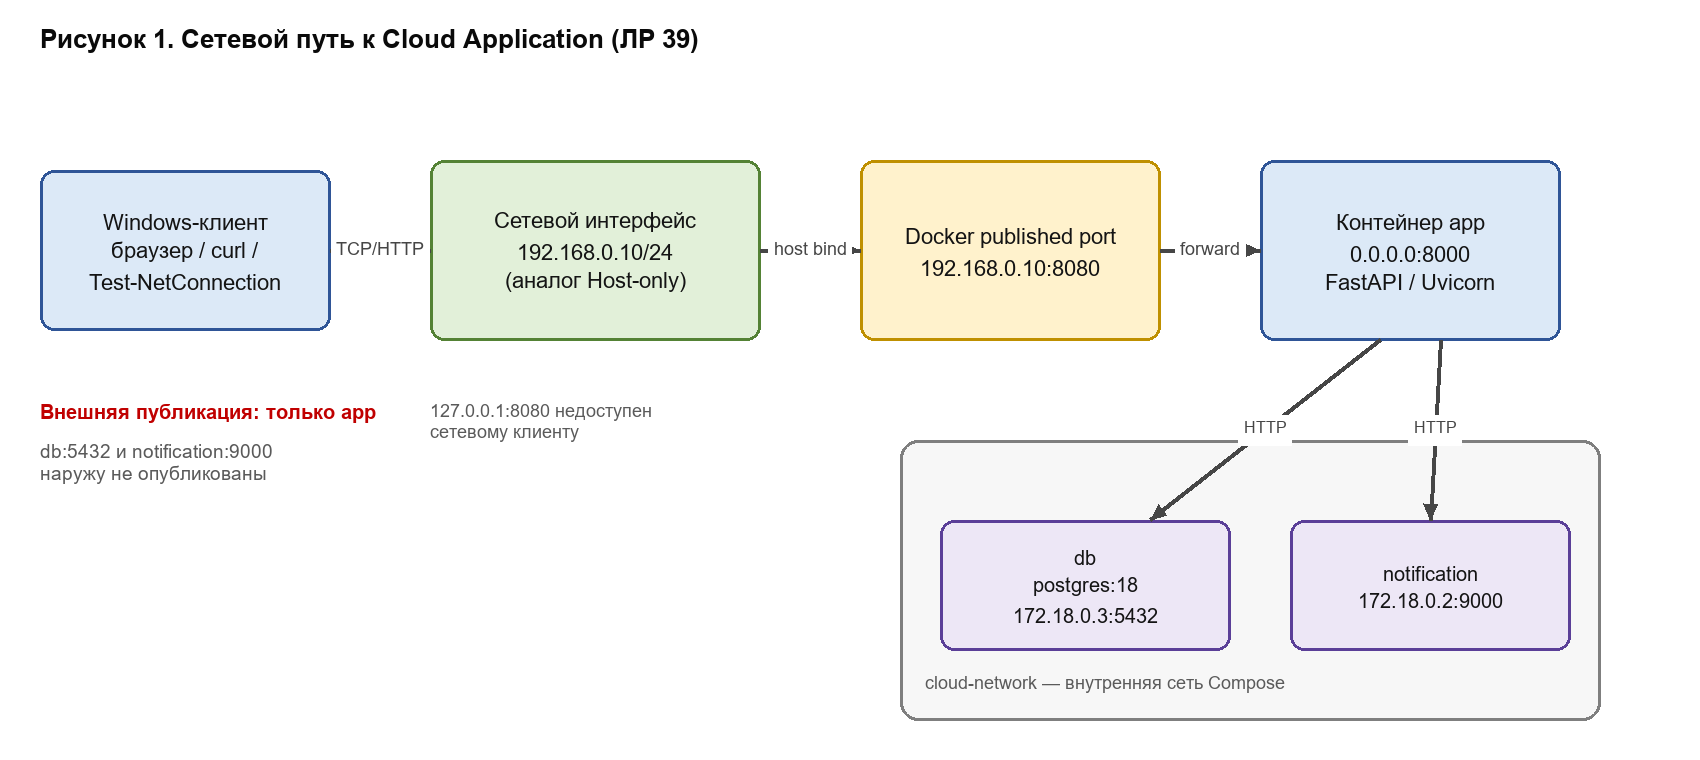 Рисунок 1. Сетевой путь к Cloud Application (ЛР 39)
Windows-клиент
браузер / curl /
Test-NetConnection
TCP/HTTP
Сетевой интерфейс
192.168.0.10/24
(аналог Host-only)
host bind
Docker published port
192.168.0.10:8080
forward
Контейнер app
0.0.0.0:8000
FastAPI / Uvicorn
Внешняя публикация: только app
db:5432 и notification:9000
наружу не опубликованы
127.0.0.1:8080 недоступен
сетевому клиенту
HTTP
HTTP
db
postgres:18
172.18.0.3:5432
notification
172.18.0.2:9000
cloud-network — внутренняя сеть Compose